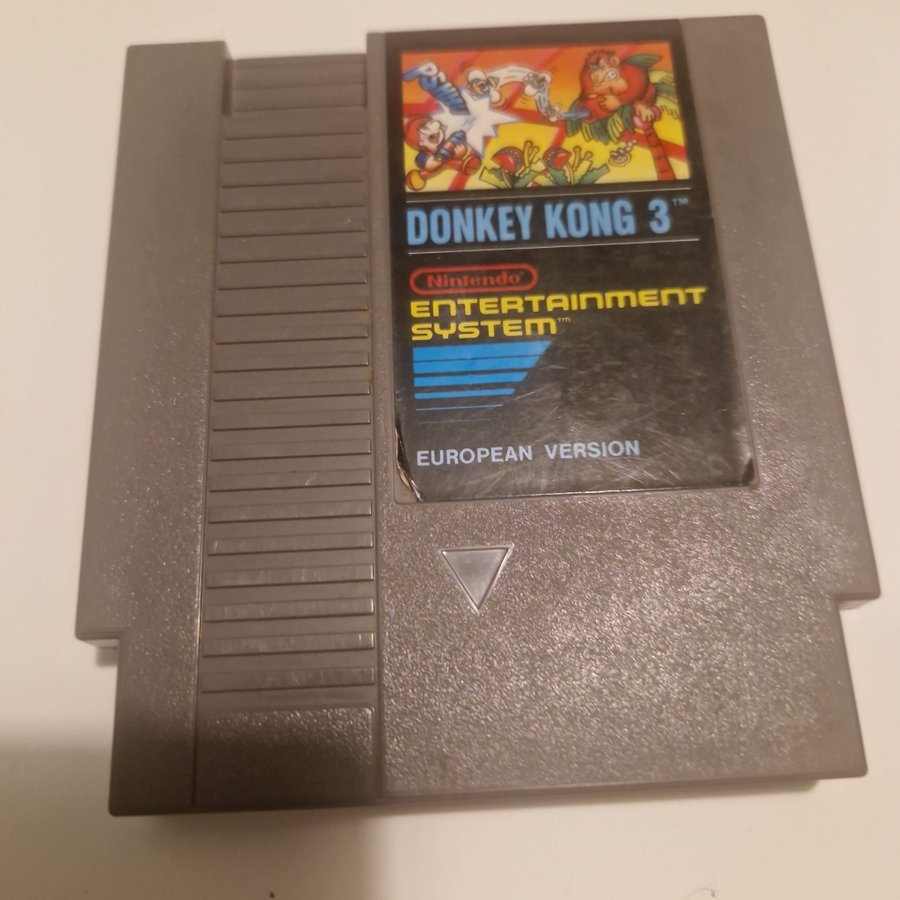 DONKEY KONG 3™
Nintendo®
ENTERTAINMENT
SYSTEM™
EUROPEAN VERSION